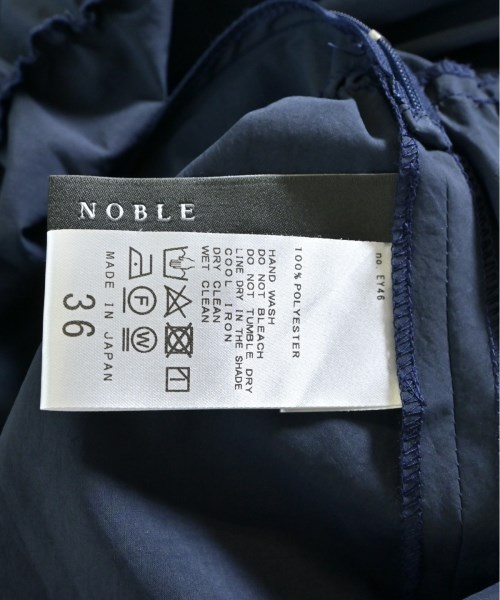 NOBLE
no. EY46
100% POLYESTER
HAND WASH
DO NOT BLEACH
DO NOT TUMBLE DRY
LINE DRY IN THE SHADE
COOL IRON
DRY CLEAN
WET CLEAN
F
W
MADE IN JAPAN
36